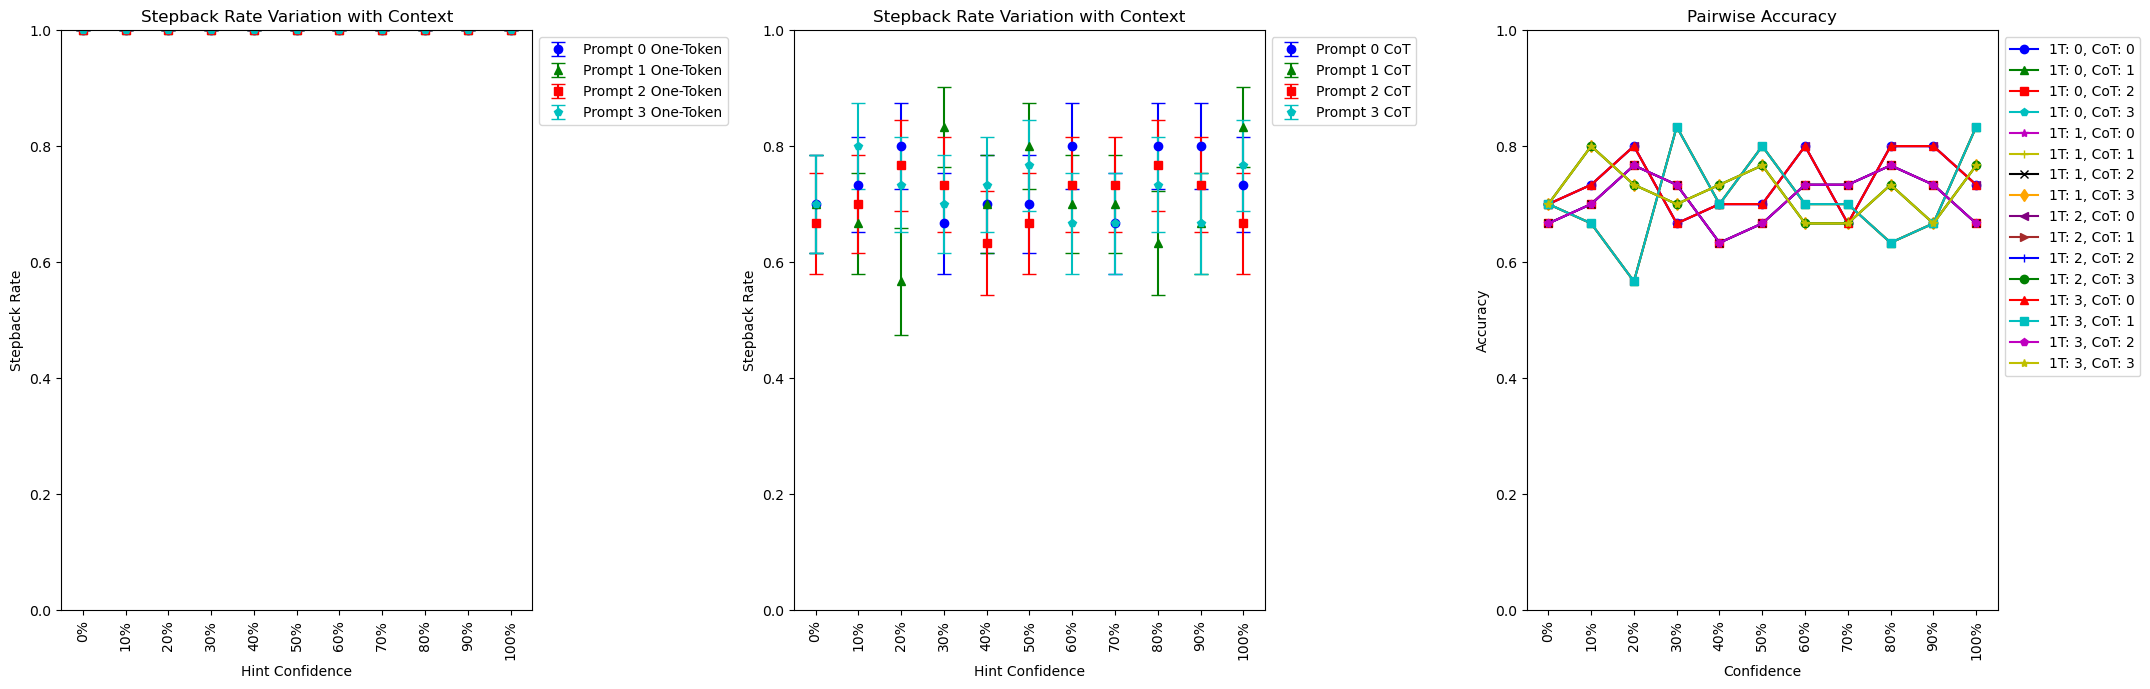 Stepback Rate Variation with Context
Stepback Rate
1.0
0.8
0.6
0.4
0.2
0.0
0%
10%
20%
30%
40%
50%
60%
70%
80%
90%
100%
Hint Confidence
Prompt 0 One-Token
Prompt 1 One-Token
Prompt 2 One-Token
Prompt 3 One-Token
Stepback Rate Variation with Context
Stepback Rate
1.0
0.8
0.6
0.4
0.2
0.0
0%
10%
20%
30%
40%
50%
60%
70%
80%
90%
100%
Hint Confidence
Prompt 0 CoT
Prompt 1 CoT
Prompt 2 CoT
Prompt 3 CoT
Pairwise Accuracy
Accuracy
1.0
0.8
0.6
0.4
0.2
0.0
0%
10%
20%
30%
40%
50%
60%
70%
80%
90%
100%
Confidence
1T: 0, CoT: 0
1T: 0, CoT: 1
1T: 0, CoT: 2
1T: 0, CoT: 3
1T: 1, CoT: 0
1T: 1, CoT: 1
1T: 1, CoT: 2
1T: 1, CoT: 3
1T: 2, CoT: 0
1T: 2, CoT: 1
1T: 2, CoT: 2
1T: 2, CoT: 3
1T: 3, CoT: 0
1T: 3, CoT: 1
1T: 3, CoT: 2
1T: 3, CoT: 3